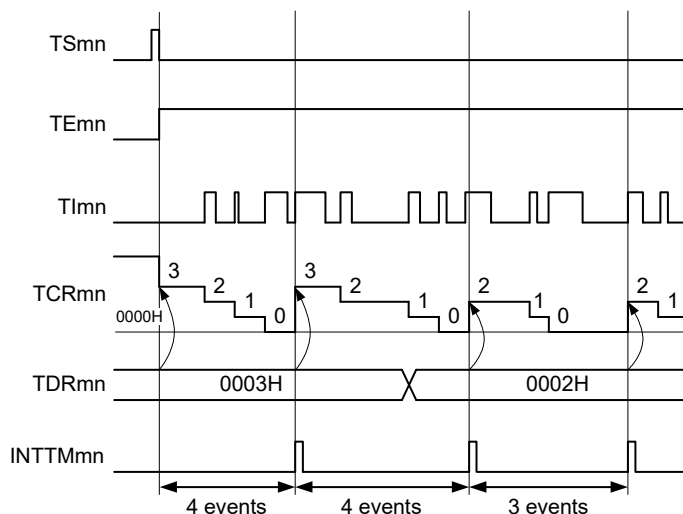 TSmn
TEmn
TImn
3 2 1 0 3 2 1 0 2 1 0 2 1
TCRmn
0000H
TDRmn 0003H 0002H
INTTMmn
4 events 4 events 3 events